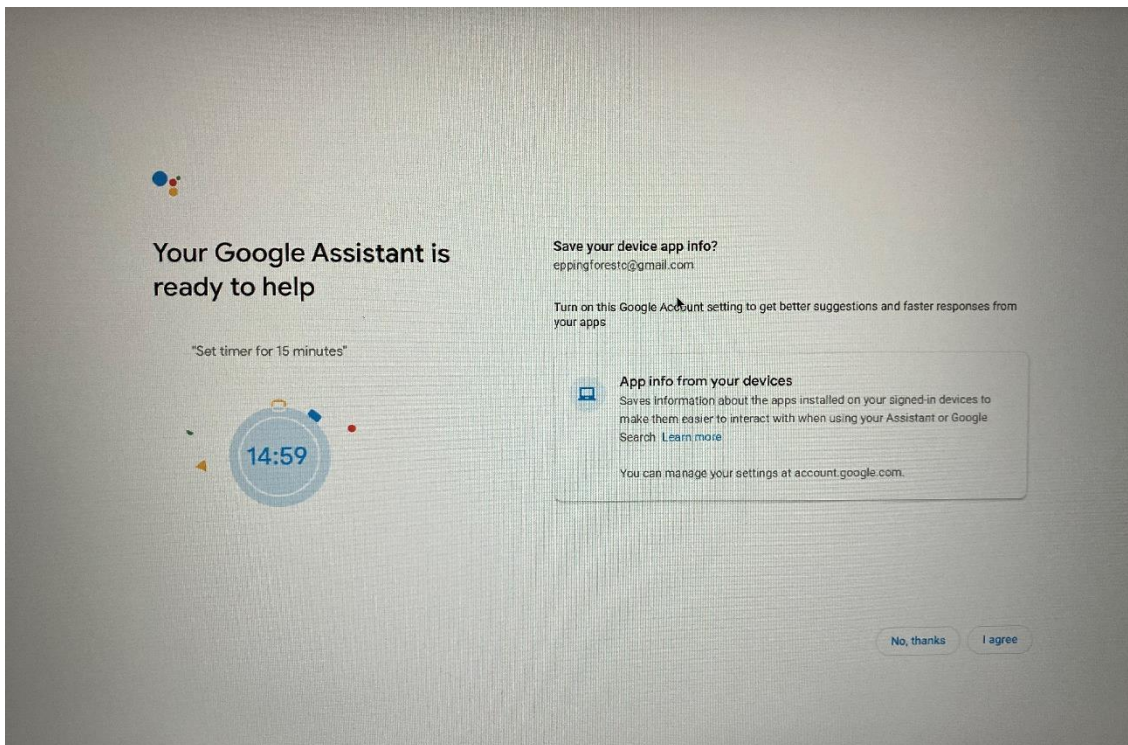 Your Google Assistant is
ready to help
"Set timer for 15 minutes"
14:59
Save your device app info?
eppingforestc@gmail.com
Turn on this Google Account setting to get better suggestions and faster responses from
your apps
App info from your devices
Saves information about the apps installed on your signed-in devices to
make them easier to interact with when using your Assistant or Google
Search Learn more
You can manage your settings at account.google.com.
No, thanks
I agree